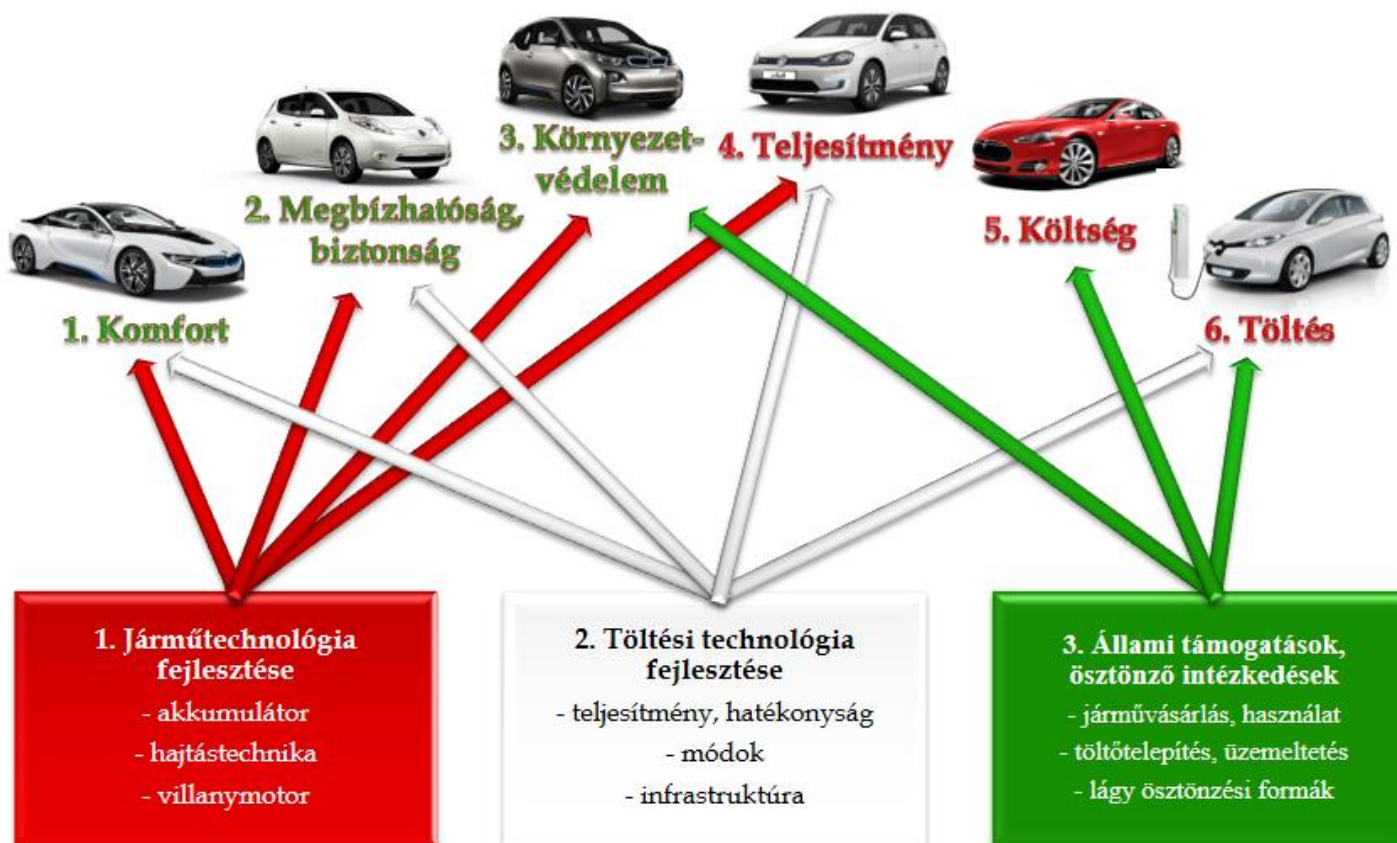 1. Komfort
2. Megbízhatóság,
biztonság
3. Környezet-
védelem
4. Teljesítmény
5. Költség
6. Töltés
1. Járműtechnológia
fejlesztése
- akkumulátor
- hajtástechnika
- villanymotor
2. Töltési technológia
fejlesztése
- teljesítmény, hatékonyság
- módok
- infrastruktúra
3. Állami támogatások,
ösztönző intézkedések
- járművásárlás, használat
- töltőtelepítés, üzemeltetés
- lágy ösztönzési formák